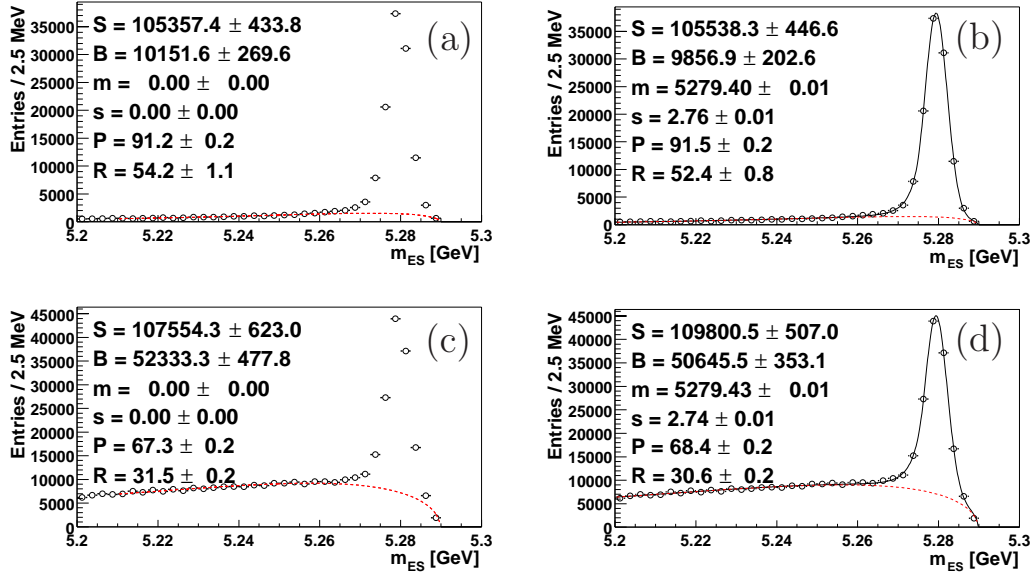 Entries / 2.5 MeV
35000
30000
25000
20000
15000
10000
5000
0
S = 105357.4 ± 433.8
B = 10151.6 ± 269.6
m = 0.00 ± 0.00
s = 0.00 ± 0.00
P = 91.2 ± 0.2
R = 54.2 ± 1.1
(a)
5.2 5.22 5.24 5.26 5.28 5.3
mES [GeV]
Entries / 2.5 MeV
35000
30000
25000
20000
15000
10000
5000
0
S = 105538.3 ± 446.6
B = 9856.9 ± 202.6
m = 5279.40 ± 0.01
s = 2.76 ± 0.01
P = 91.5 ± 0.2
R = 52.4 ± 0.8
(b)
5.2 5.22 5.24 5.26 5.28 5.3
mES [GeV]
Entries / 2.5 MeV
45000
40000
35000
30000
25000
20000
15000
10000
5000
0
S = 107554.3 ± 623.0
B = 52333.3 ± 477.8
m = 0.00 ± 0.00
s = 0.00 ± 0.00
P = 67.3 ± 0.2
R = 31.5 ± 0.2
(c)
5.2 5.22 5.24 5.26 5.28 5.3
mES [GeV]
Entries / 2.5 MeV
45000
40000
35000
30000
25000
20000
15000
10000
5000
0
S = 109800.5 ± 507.0
B = 50645.5 ± 353.1
m = 5279.43 ± 0.01
s = 2.74 ± 0.01
P = 68.4 ± 0.2
R = 30.6 ± 0.2
(d)
5.2 5.22 5.24 5.26 5.28 5.3
mES [GeV]